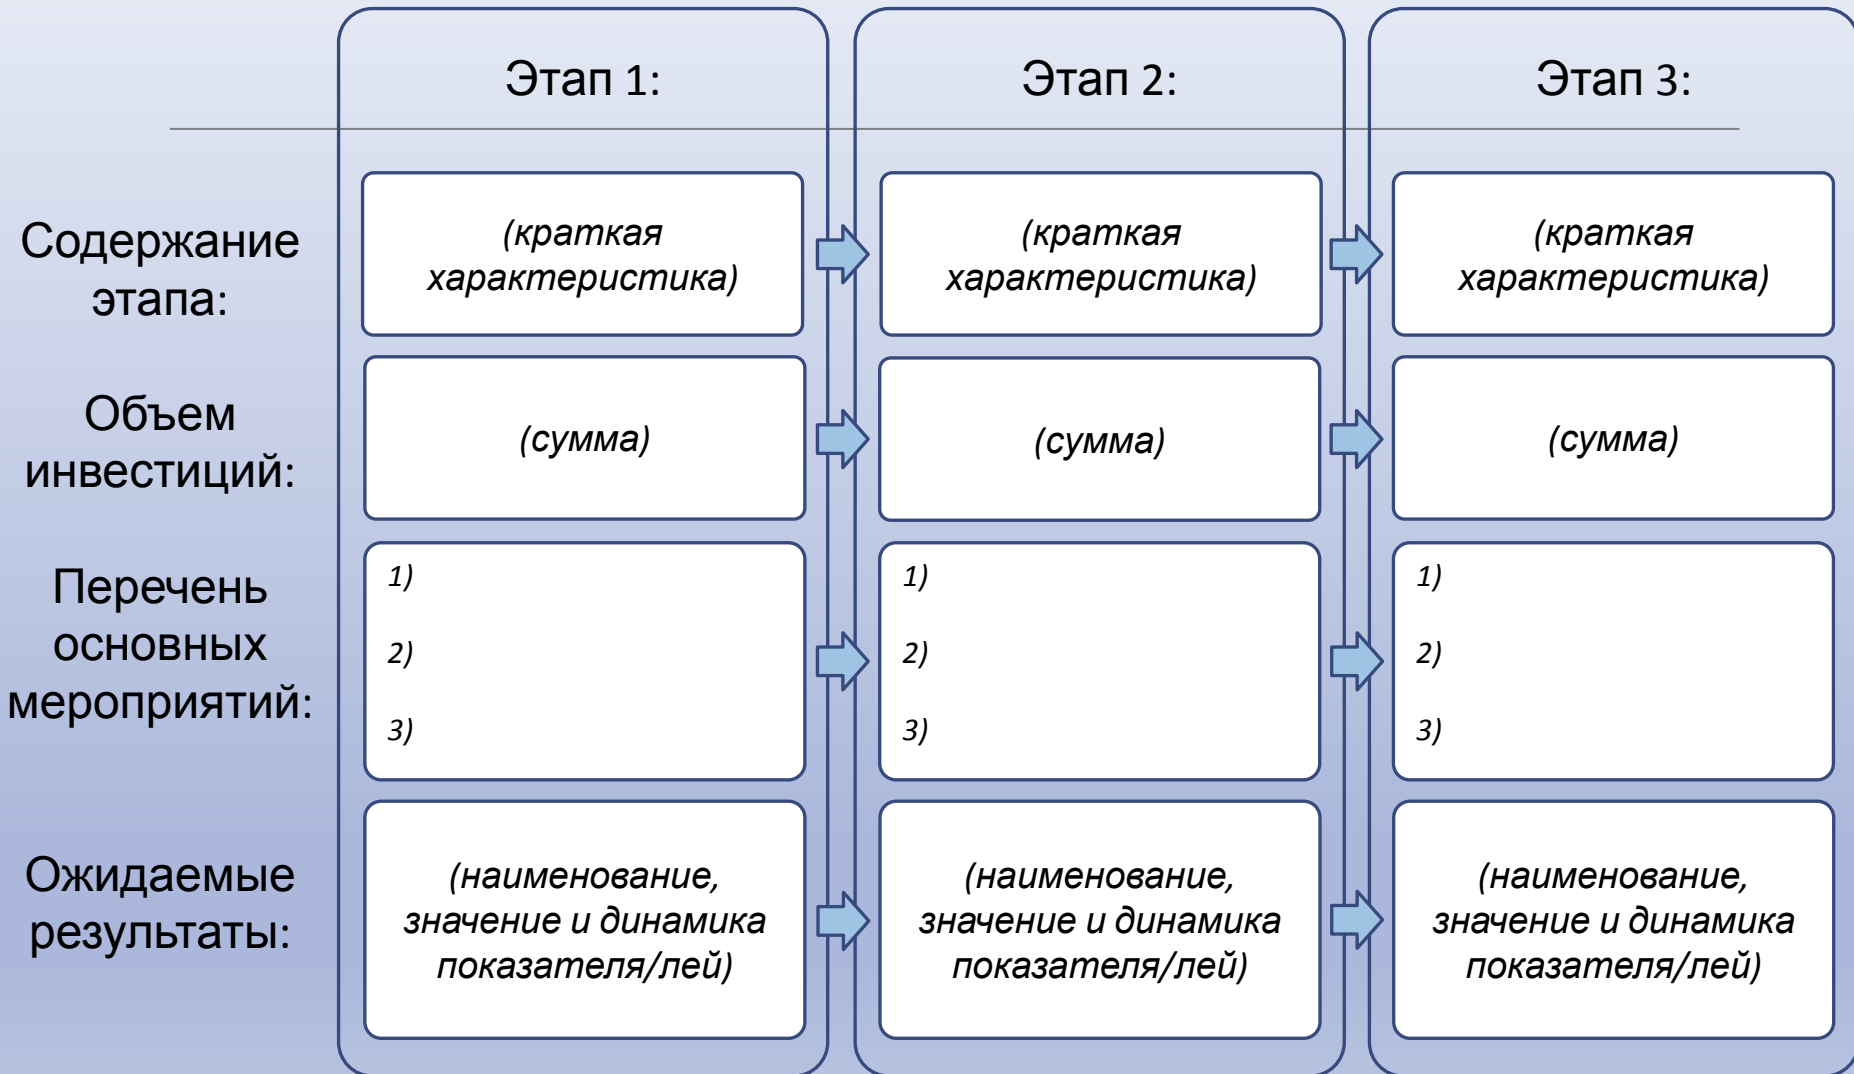 Этап 1:
Этап 2:
Этап 3:
Содержание
этапа:
(краткая
характеристика)
(краткая
характеристика)
(краткая
характеристика)
Объем
инвестиций:
(сумма)
(сумма)
(сумма)
Перечень
основных
мероприятий:
1)
2)
3)
1)
2)
3)
1)
2)
3)
Ожидаемые
результаты:
(наименование,
значение и динамика
показателя/лей)
(наименование,
значение и динамика
показателя/лей)
(наименование,
значение и динамика
показателя/лей)